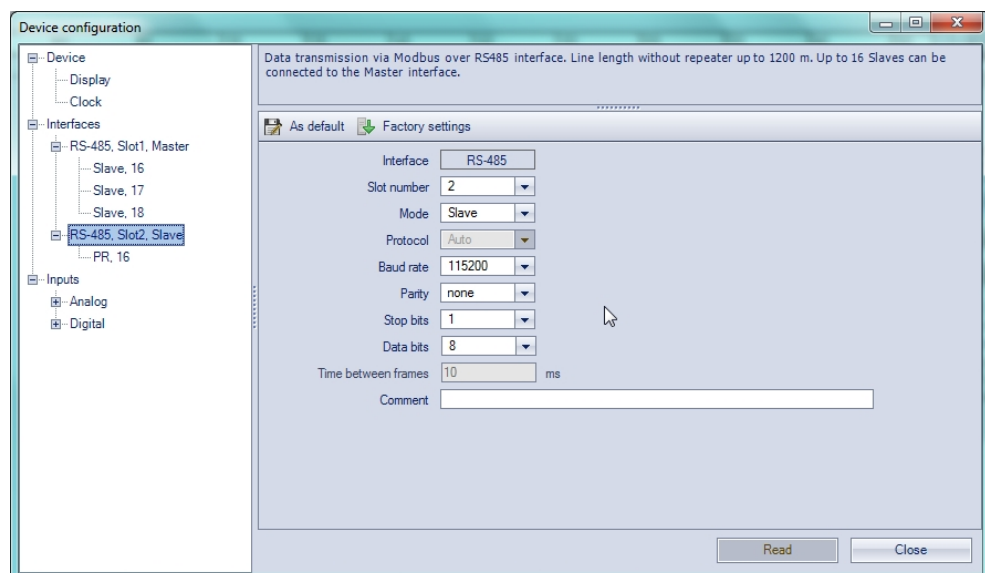 Device configuration
Device
Display
Clock
Interfaces
RS-485, Slot1, Master
Slave, 16
Slave, 17
Slave, 18
RS-485, Slot2, Slave
PR, 16
Inputs
Analog
Digital
Data transmission via Modbus over RS485 interface. Line length without repeater up to 1200 m. Up to 16 Slaves can be
connected to the Master interface.
As default Factory settings
Interface RS-485
Slot number 2
Mode Slave
Protocol Auto
Baud rate 115200
Parity none
Stop bits 1
Data bits 8
Time between frames 10 ms
Comment
Read Close